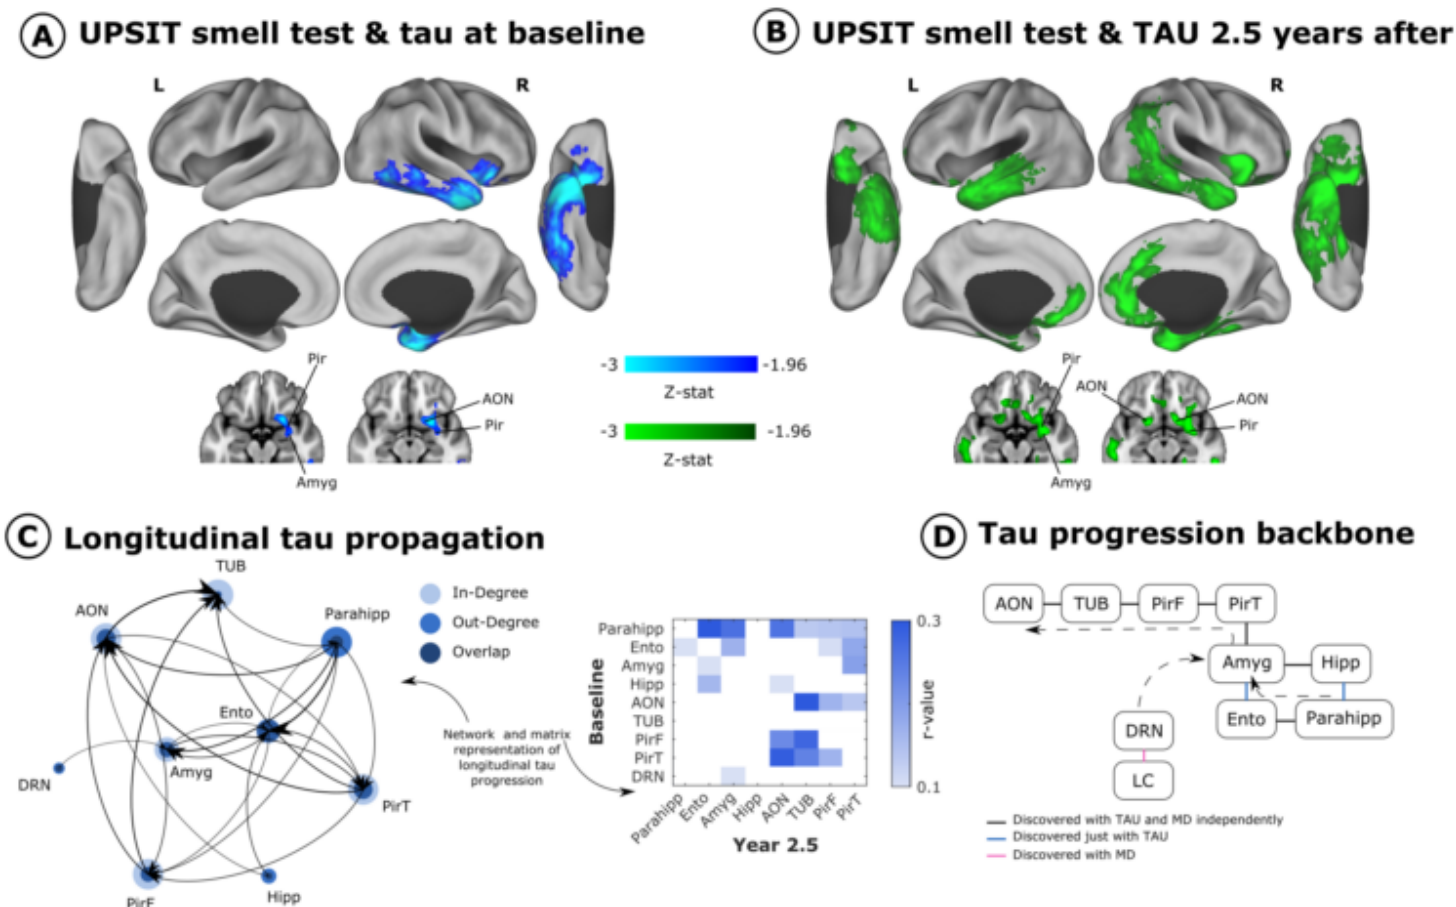 A UPSIT smell test & tau at baseline
L
R
Pir
AON
Pir
Amyg
-3
-1.96
Z-stat
-3
-1.96
Z-stat
B UPSIT smell test & TAU 2.5 years after
L
R
Pir
AON
AON
Pir
Amyg
C Longitudinal tau propagation
TUB
AON
Parahipp
Ento
Amyg
DRN
PirT
PirF
Hipp
In-Degree
Out-Degree
Overlap
Network and matrix
representation of
longitudinal tau
progression
Baseline
Parahipp
Ento
Amyg
Hipp
AON
TUB
PirF
PirT
DRN
Parahipp
Ento
Amyg
Hipp
AON
TUB
PirF
PirT
Year 2.5
0.3
r-value
0.1
D Tau progression backbone
AON
TUB
PirF
PirT
Amyg
Hipp
Ento
Parahipp
DRN
LC
Discovered with TAU and MD independently
Discovered just with TAU
Discovered with MD